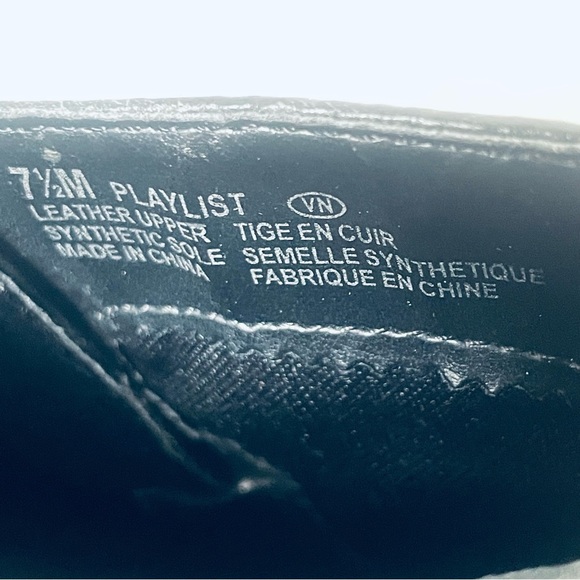 7½M PLAYLIST VN
LEATHER UPPER TIGE EN CUIR
SYNTHETIC SOLE SEMELLE SYNTHETIQUE
MADE IN CHINA FABRIQUE EN CHINE